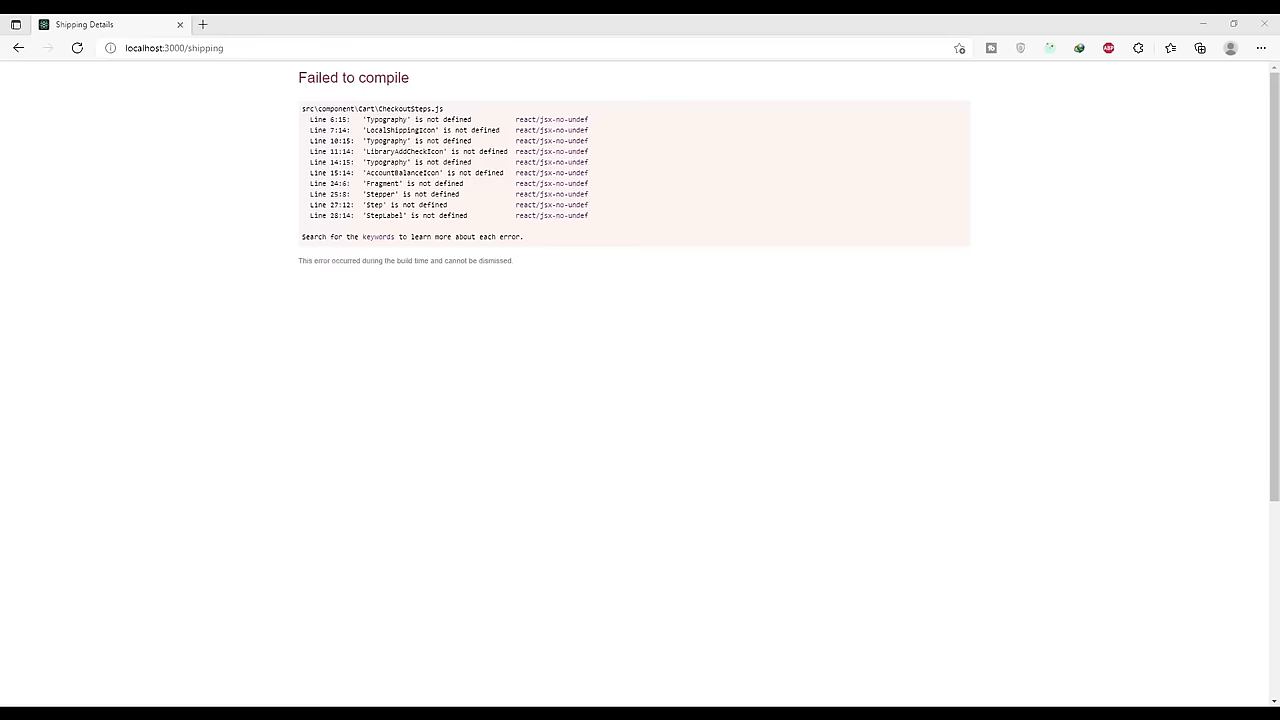 Shipping Details
localhost:3000/shipping
ABP
Failed to compile
src\component\Cart\CheckoutSteps.js
Line 6:15: 'Typography' is not defined react/jsx-no-undef
Line 7:14: 'LocalShippingIcon' is not defined react/jsx-no-undef
Line 10:15: 'Typography' is not defined react/jsx-no-undef
Line 11:14: 'LibraryAddCheckIcon' is not defined react/jsx-no-undef
Line 14:15: 'Typography' is not defined react/jsx-no-undef
Line 15:14: 'AccountBalanceIcon' is not defined react/jsx-no-undef
Line 24:6: 'Fragment' is not defined react/jsx-no-undef
Line 25:8: 'Stepper' is not defined react/jsx-no-undef
Line 27:12: 'Step' is not defined react/jsx-no-undef
Line 28:14: 'StepLabel' is not defined react/jsx-no-undef
Search for the keywords to learn more about each error.
This error occurred during the build time and cannot be dismissed.